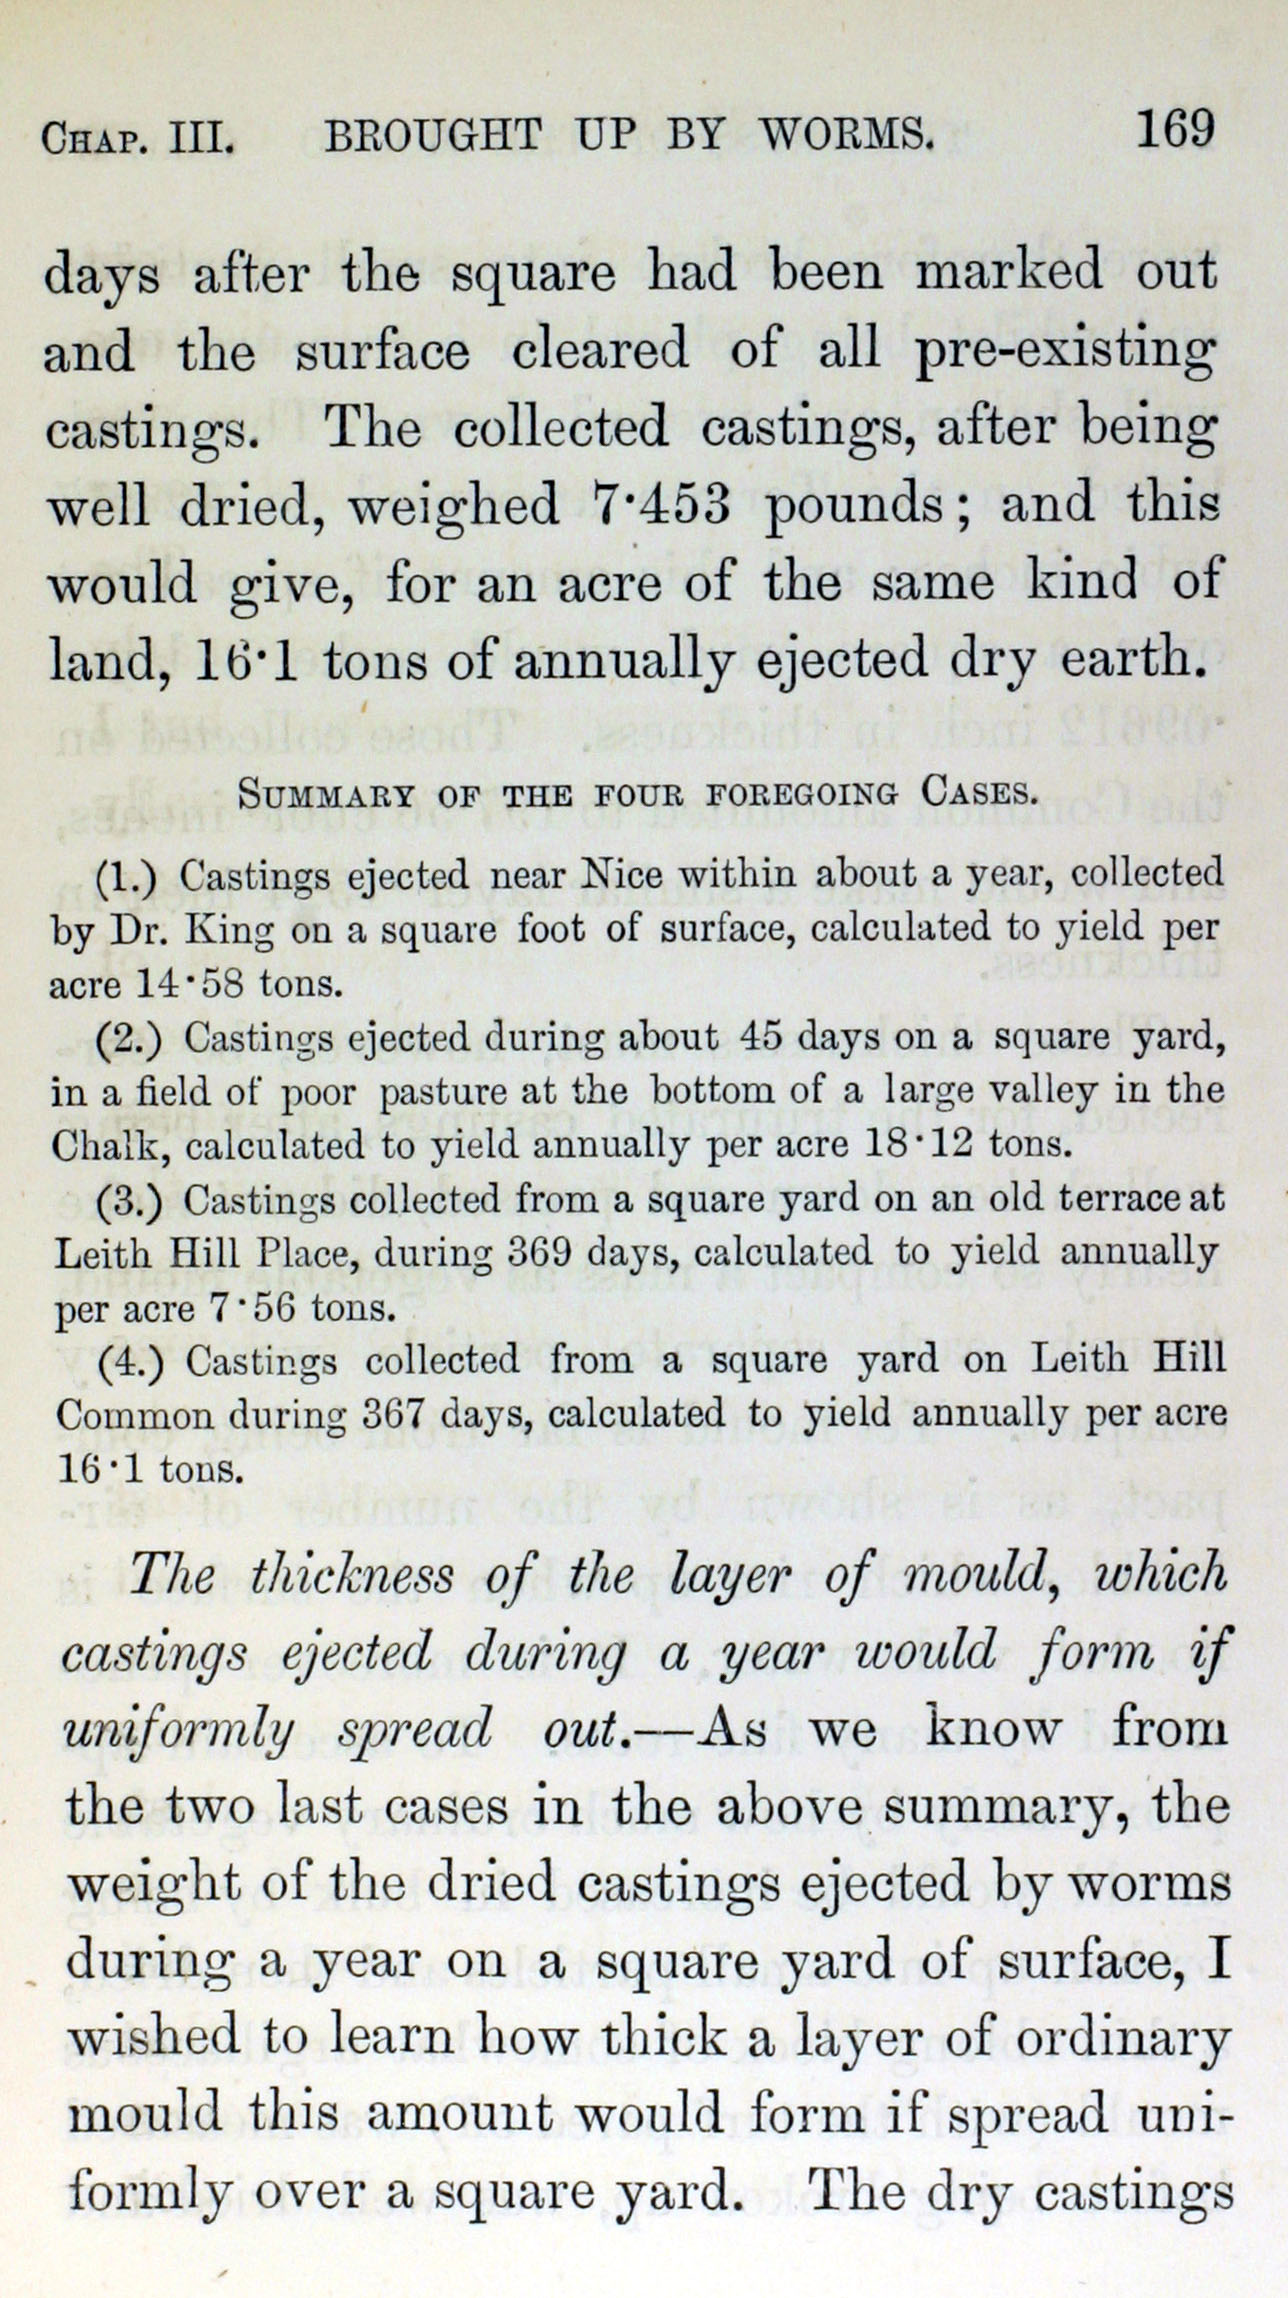 CHAP. III. BROUGHT UP BY WORMS. 169
days after the square had been marked out
and the surface cleared of all pre-existing
castings. The collected castings, after being
well dried, weighed 7·453 pounds; and this
would give, for an acre of the same kind of
land, 16·1 tons of annually ejected dry earth.
SUMMARY OF THE FOUR FOREGOING CASES.
(1.) Castings ejected near Nice within about a year, collected
by Dr. King on a square foot of surface, calculated to yield per
acre 14·58 tons.
(2.) Castings ejected during about 45 days on a square yard,
in a field of poor pasture at the bottom of a large valley in the
Chalk, calculated to yield annually per acre 18·12 tons.
(3.) Castings collected from a square yard on an old terrace at
Leith Hill Place, during 369 days, calculated to yield annually
per acre 7·56 tons.
(4.) Castings collected from a square yard on Leith Hill
Common during 367 days, calculated to yield annually per acre
16·1 tons.
The thickness of the layer of mould, which
castings ejected during a year would form if
uniformly spread out.—As we know from
the two last cases in the above summary, the
weight of the dried castings ejected by worms
during a year on a square yard of surface, I
wished to learn how thick a layer of ordinary
mould this amount would form if spread uni-
formly over a square yard. The dry castings